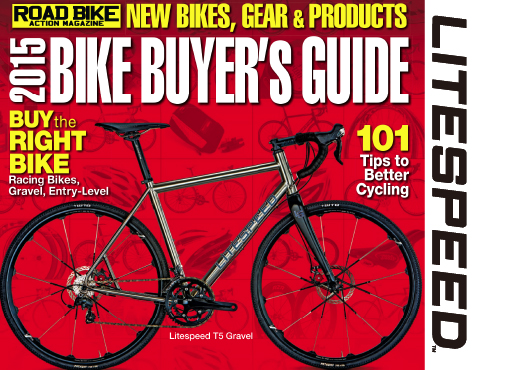 ROAD BIKE
ACTION MAGAZINE
NEW BIKES, GEAR & PRODUCTS
2015
BIKE BUYER'S GUIDE
BUY the
RIGHT
BIKE
Racing Bikes,
Gravel, Entry-Level
101
Tips to
Better
Cycling
LITESPEED
Litespeed T5 Gravel
LITESPEED™